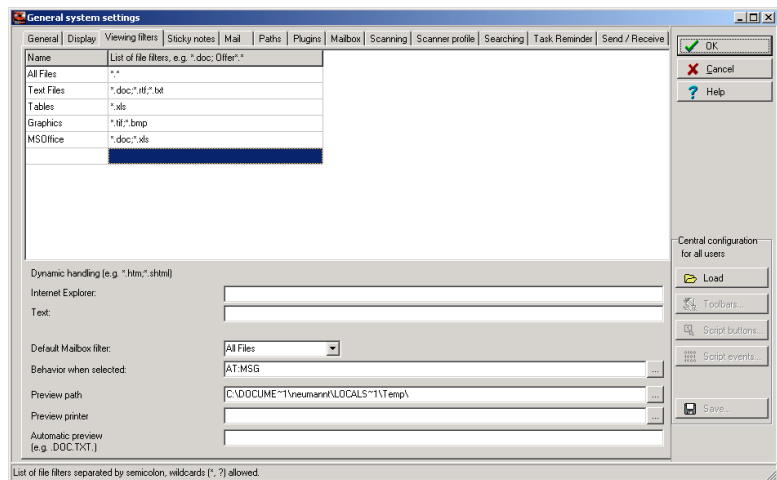 General system settings
General Display Viewing filters Sticky notes Mail Paths Plugins Mailbox Scanning Scanner profile Searching Task Reminder Send / Receive
Name List of file filters, e.g. *.doc; Offer*.*
All Files *.*
Text Files *.doc;*.rtf;*.txt
Tables *.xls
Graphics *.tif;*.bmp
MSOffice *.doc;*.xls
OK
Cancel
? Help
Central configuration
for all users
Load
Toolbars...
Script buttons...
Script events...
Save...
Dynamic handling (e.g. *.htm;*.shtml)
Internet Explorer:
Text:
Default Mailbox filter: All Files
Behavior when selected: AT:MSG ...
Preview path C:\DOCUME~1\neumannt\LOCALS~1\Temp\ ...
Preview printer ...
Automatic preview
(e.g. .DOC.TXT.)
List of file filters separated by semicolon, wildcards (*, ?) allowed.